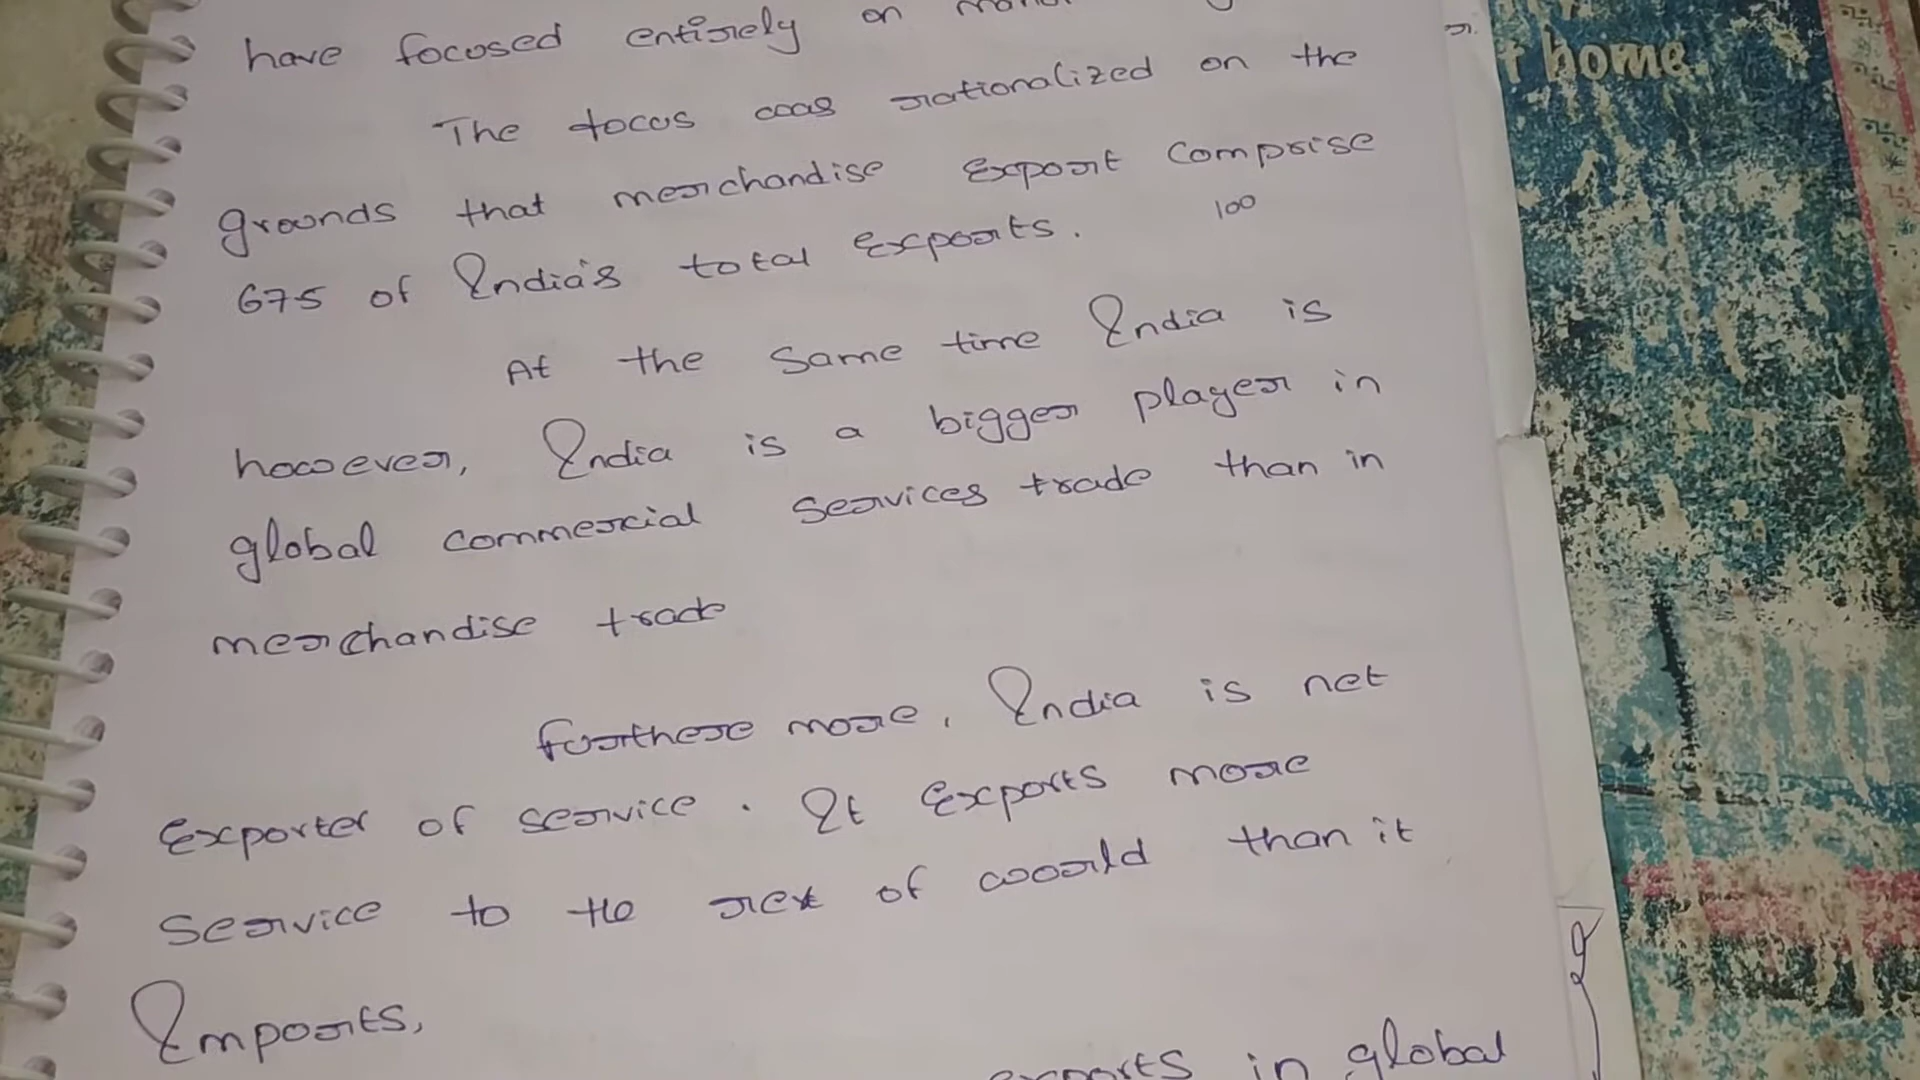 have focused entirely on
The focus was rationalized on the
grounds that merchandise Export Comprise
675 of India's total Exports. 100
At the Same time India is
however, India is a bigger player in
global commercial Services trade than in
merchandise trade
furthere more, India is net
Exporter of service. It Exports more
Service to the rest of world than it
Imports,
exports in global
t home